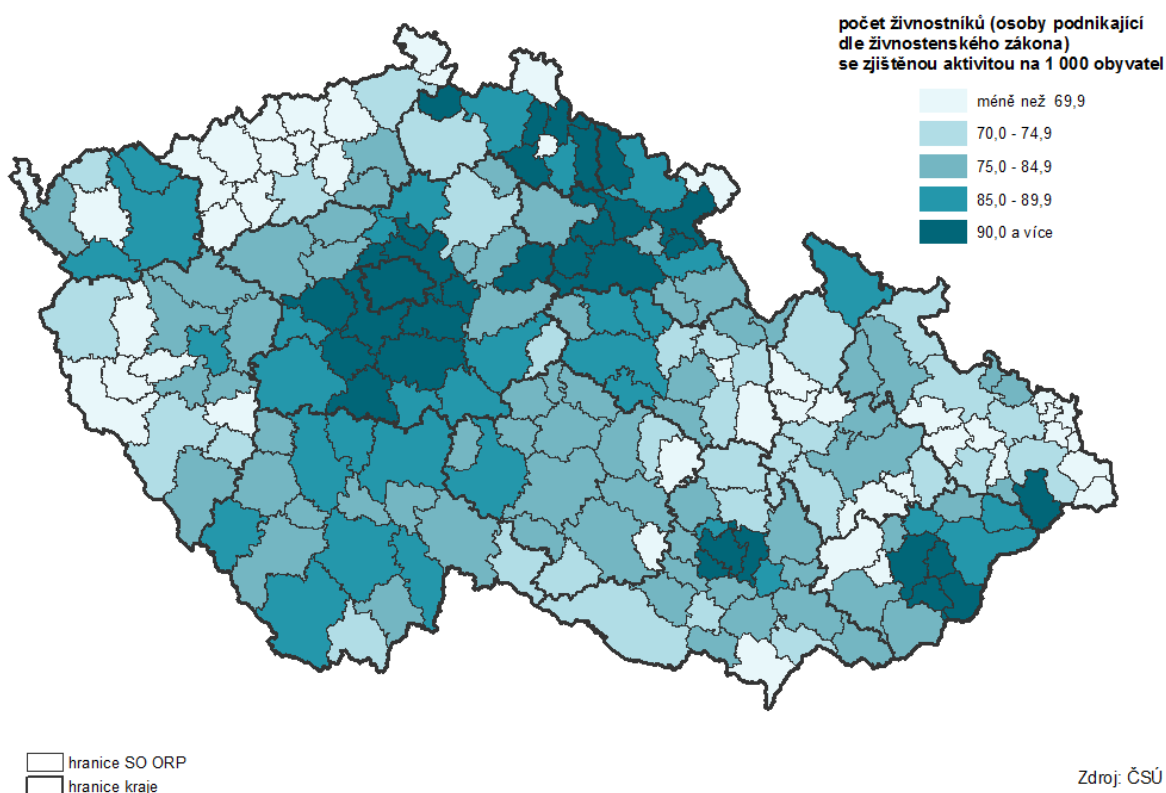 počet živnostníků (osoby podnikající
dle živnostenského zákona)
se zjištěnou aktivitou na 1 000 obyvatel
méně než 69,9
70,0 - 74,9
75,0 - 84,9
85,0 - 89,9
90,0 a více
hranice SO ORP
hranice kraje
Zdroj: ČSÚ